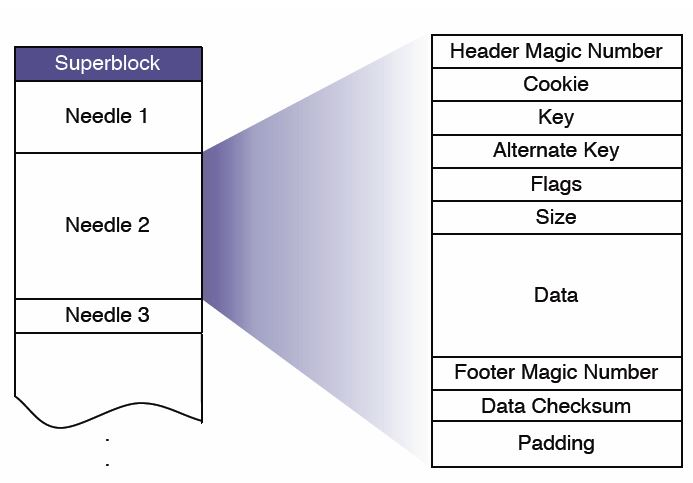 Superblock
Needle 1
Needle 2
Needle 3
Header Magic Number
Cookie
Key
Alternate Key
Flags
Size
Data
Footer Magic Number
Data Checksum
Padding